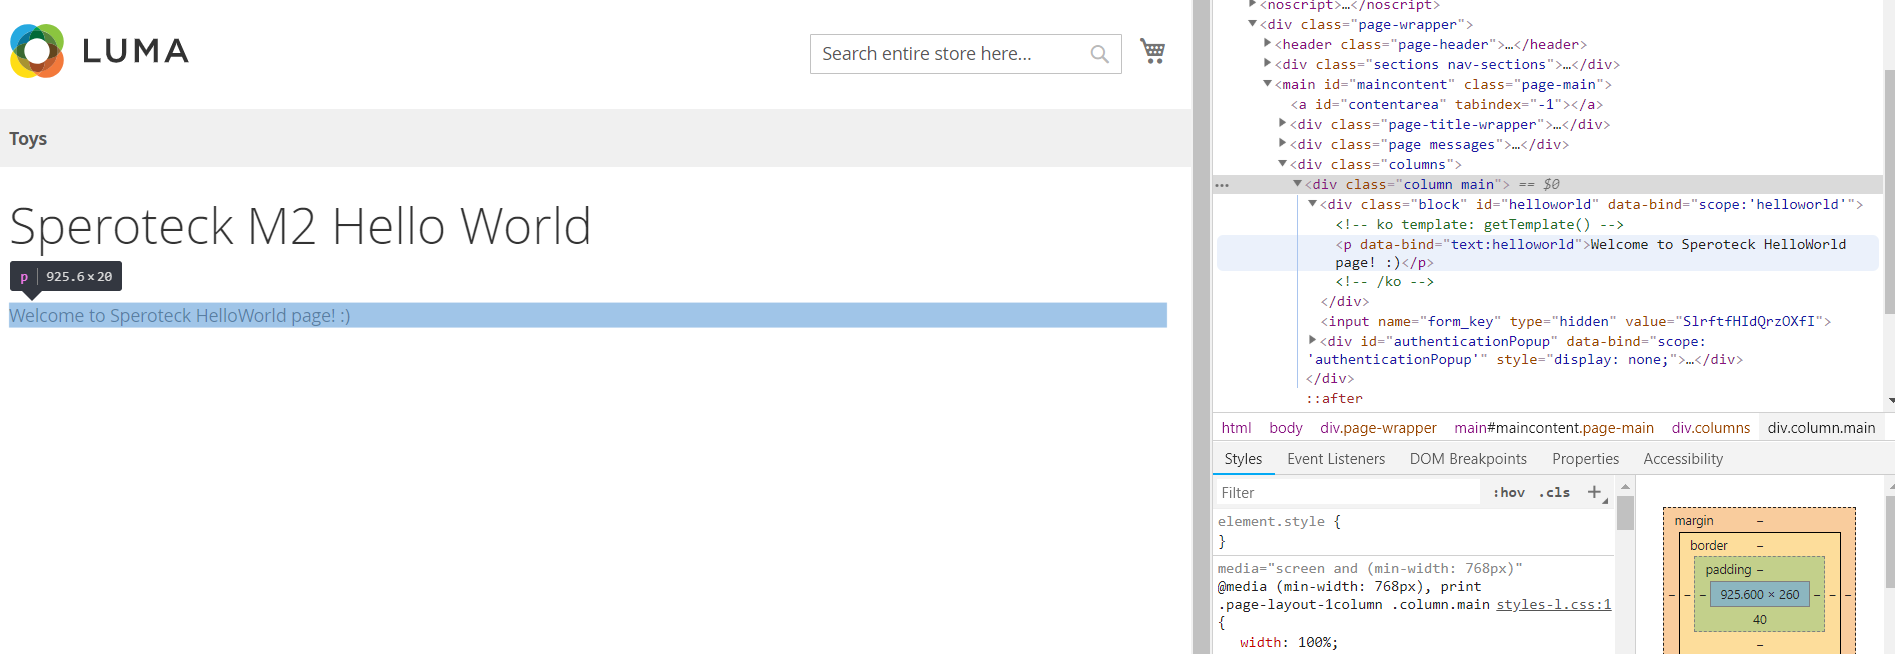 LUMA
Search entire store here...
Toys
Speroteck M2 Hello World
p 925.6×20
Welcome to Speroteck HelloWorld page! :)
<noscript>…</noscript>
<div class="page-wrapper">
<header class="page-header">…</header>
<div class="sections nav-sections">…</div>
<main id="maincontent" class="page-main">
<a id="contentarea" tabindex="-1"></a>
<div class="page-title-wrapper">…</div>
<div class="page messages">…</div>
<div class="columns">
… <div class="column main"> == $0
<div class="block" id="helloworld" data-bind="scope:'helloworld'">
<!-- ko template: getTemplate() -->
<p data-bind="text:helloworld">Welcome to Speroteck HelloWorld
page! :)</p>
<!-- /ko -->
</div>
<input name="form_key" type="hidden" value="SlrftfHIdQrzOXfI">
<div id="authenticationPopup" data-bind="scope:
'authenticationPopup'" style="display: none;">…</div>
</div>
::after
html body div.page-wrapper main#maincontent.page-main div.columns div.column.main
Styles Event Listeners DOM Breakpoints Properties Accessibility
Filter :hov .cls +
element.style {
}
media="screen and (min-width: 768px)"
@media (min-width: 768px), print
.page-layout-1column .column.main styles-l.css:1
{
width: 100%;
margin –
border –
padding –
– – – 925.600 × 260 – – –
40
–